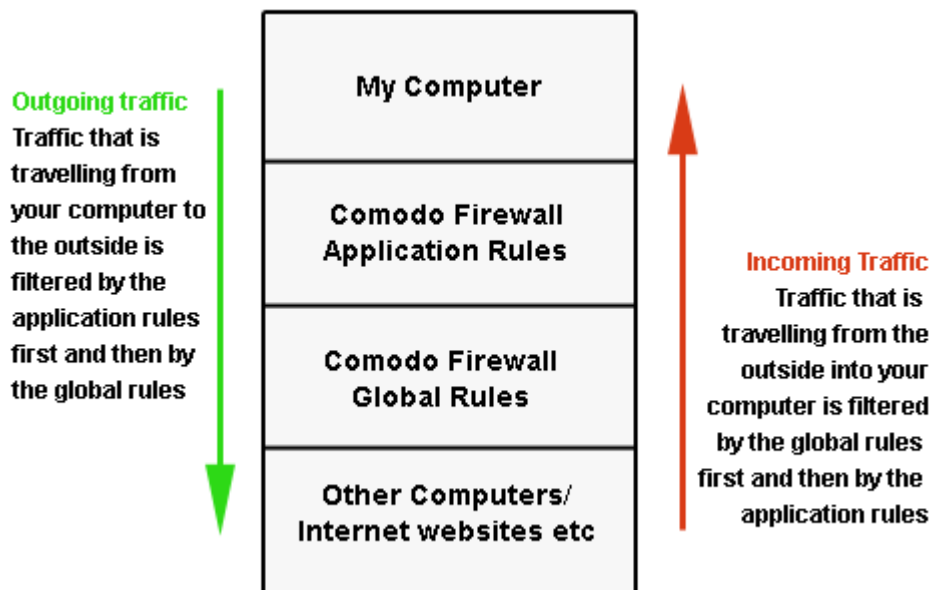 My Computer
Outgoing traffic
Traffic that is
travelling from
your computer to
the outside is
filtered by the
application rules
first and then by
the global rules
Comodo Firewall
Application Rules
Comodo Firewall
Global Rules
Other Computers/
Internet websites etc
Incoming Traffic
Traffic that is
travelling from the
outside into your
computer is filtered
by the global rules
first and then by the
application rules